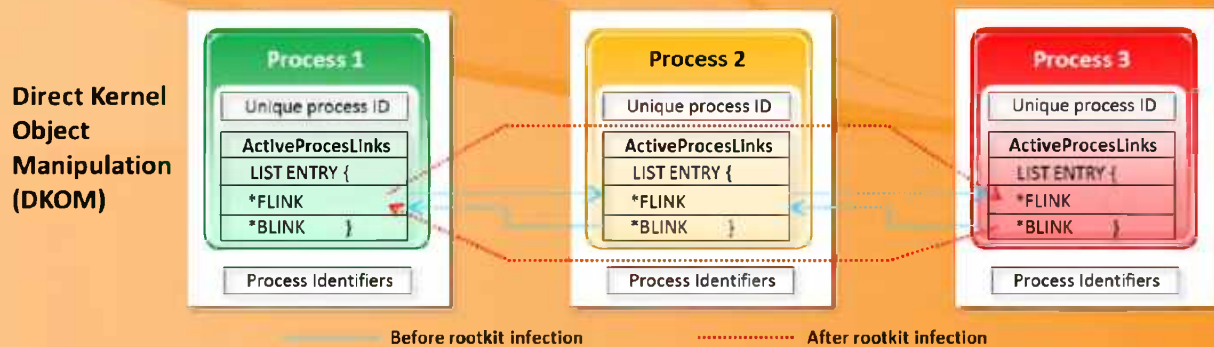 Direct Kernel
Object
Manipulation
(DKOM)
Process 1
Unique process ID
ActiveProcesLinks
LIST ENTRY {
*FLINK
*BLINK }
Process Identifiers
Process 2
Unique process ID
ActiveProcesLinks
LIST ENTRY {
*FLINK
*BLINK }
Process Identifiers
Process 3
Unique process ID
ActiveProcesLinks
LIST ENTRY {
*FLINK
*BLINK }
Process Identifiers
Before rootkit infection
After rootkit infection